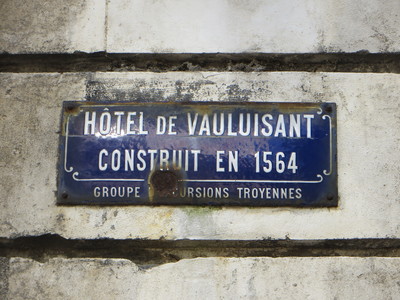 HÔTEL DE VAULUISANT
CONSTRUIT EN 1564
GROUPE TROYENNES